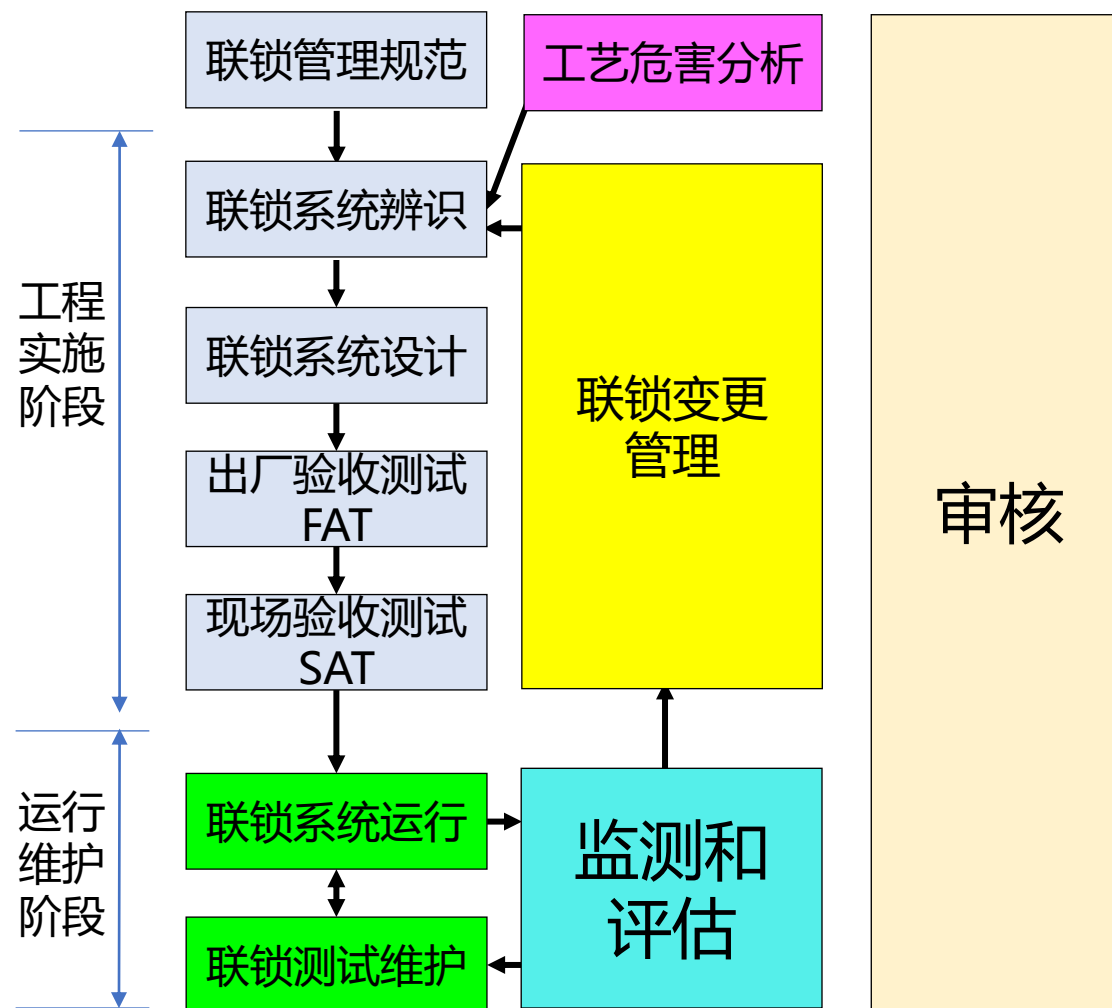 联锁管理规范
工艺危害分析
联锁系统辨识
工程
实施
阶段
联锁系统设计
联锁变更
管理
出厂验收测试
FAT
审核
现场验收测试
SAT
运行
维护
阶段
联锁系统运行
监测和
评估
联锁测试维护